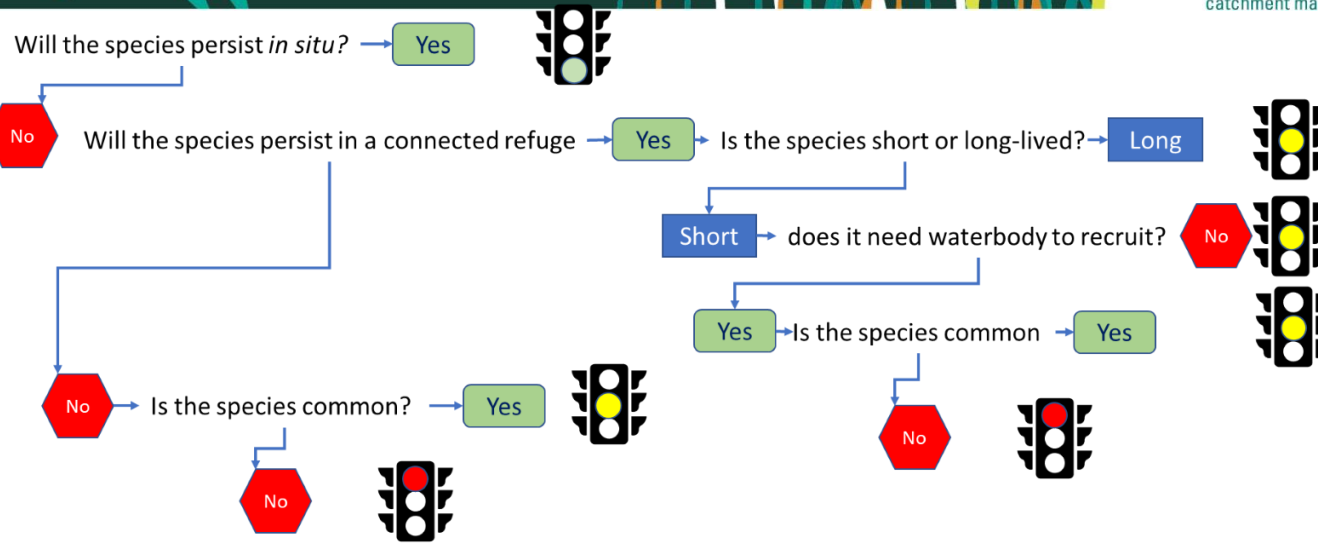 catchment ma
Will the species persist in situ?
Yes
No
Will the species persist in a connected refuge
Yes
Is the species short or long-lived?
Long
Short
does it need waterbody to recruit?
No
Yes
Is the species common
Yes
No
Is the species common?
Yes
No
No